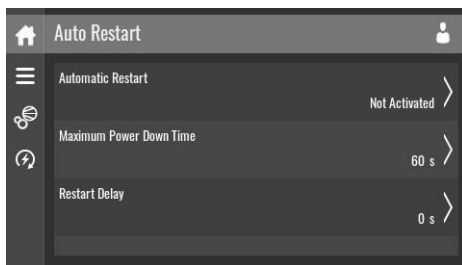 Auto Restart
Automatic Restart
Not Activated
Maximum Power Down Time
60 s
Restart Delay
0 s